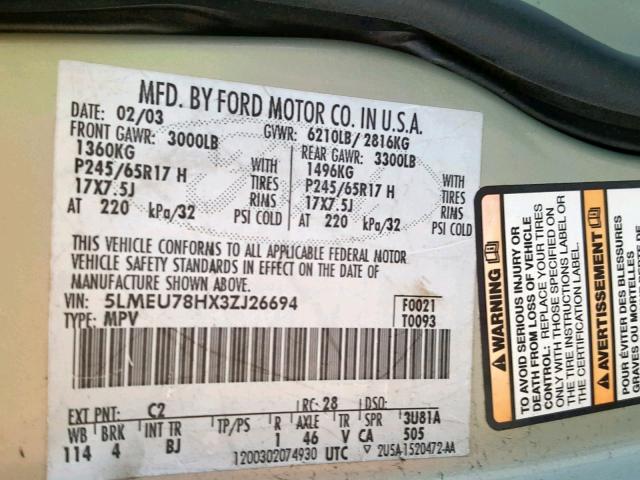 MFD. BY FORD MOTOR CO. IN U.S.A.
DATE: 02/03 GVWR: 6210LB/ 2816KG
FRONT GAWR: 3000LB REAR GAWR: 3300LB
1360KG WITH 1496KG WITH
P245/65R17 H TIRES P245/65R17 H TIRES
17X7.5J RIMS 17X7.5J RINS
AT 220 kPa/32 PSI COLD AT 220 kPa/32 PSI COLD
THIS VEHICLE CONFORMS TO ALL APPLICABLE FEDERAL MOTOR
VEHICLE SAFETY STANDARDS IN EFFECT ON THE DATE OF
MANUFACTURE SHOWN ABOVE.
VIN: 5LMEU78HX3ZJ26694 F0021
TYPE: MPV T0093
EXT PNT: C2 RC: 28 DSO:
WB BRK INT TR TP/PS R AXLE TR SPR 3U81A
114 4 BJ 1 46 V CA 505
1200302074930 UTC ▽ 2U5A-1520472-AA
WARNING
TO AVOID SERIOUS INJURY OR
DEATH FROM LOSS OF VEHICLE
CONTROL: REPLACE YOUR TIRES
ONLY WITH THOSE SPECIFIED ON
THE TIRE INSTRUCTIONS LABEL OR
THE CERTIFICATION LABEL.
AVERTISSEMENT
POUR ÉVITER DES BLESSURES
GRAVES OU MORTELLES